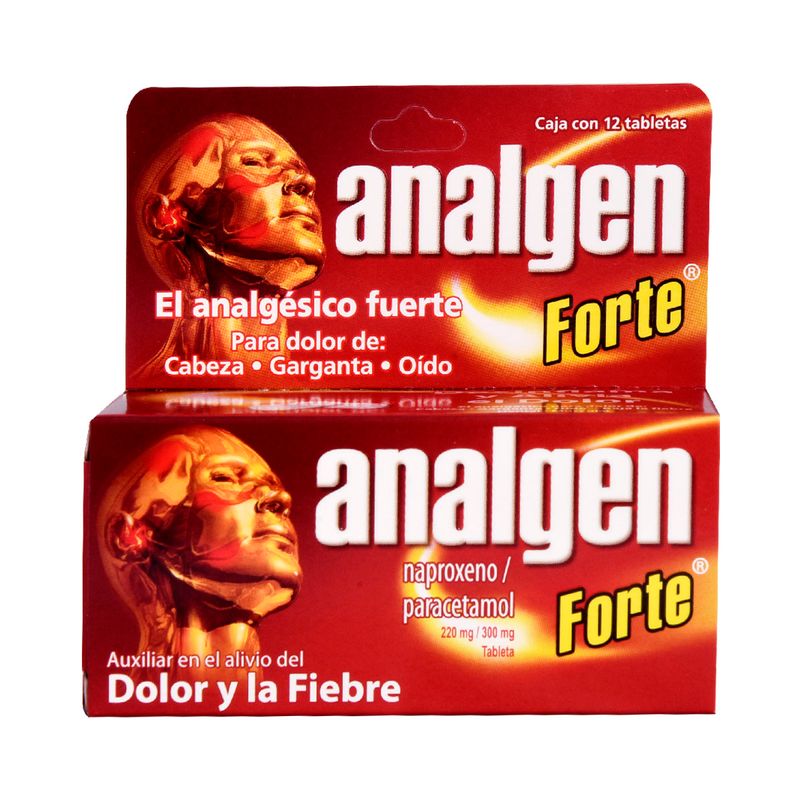 Caja con 12 tabletas
analgen
Forte®
El analgésico fuerte
Para dolor de:
Cabeza • Garganta • Oído
analgen
naproxeno /
paracetamol
220 mg / 300 mg
Tableta
Forte®
Auxiliar en el alivio del
Dolor y la Fiebre